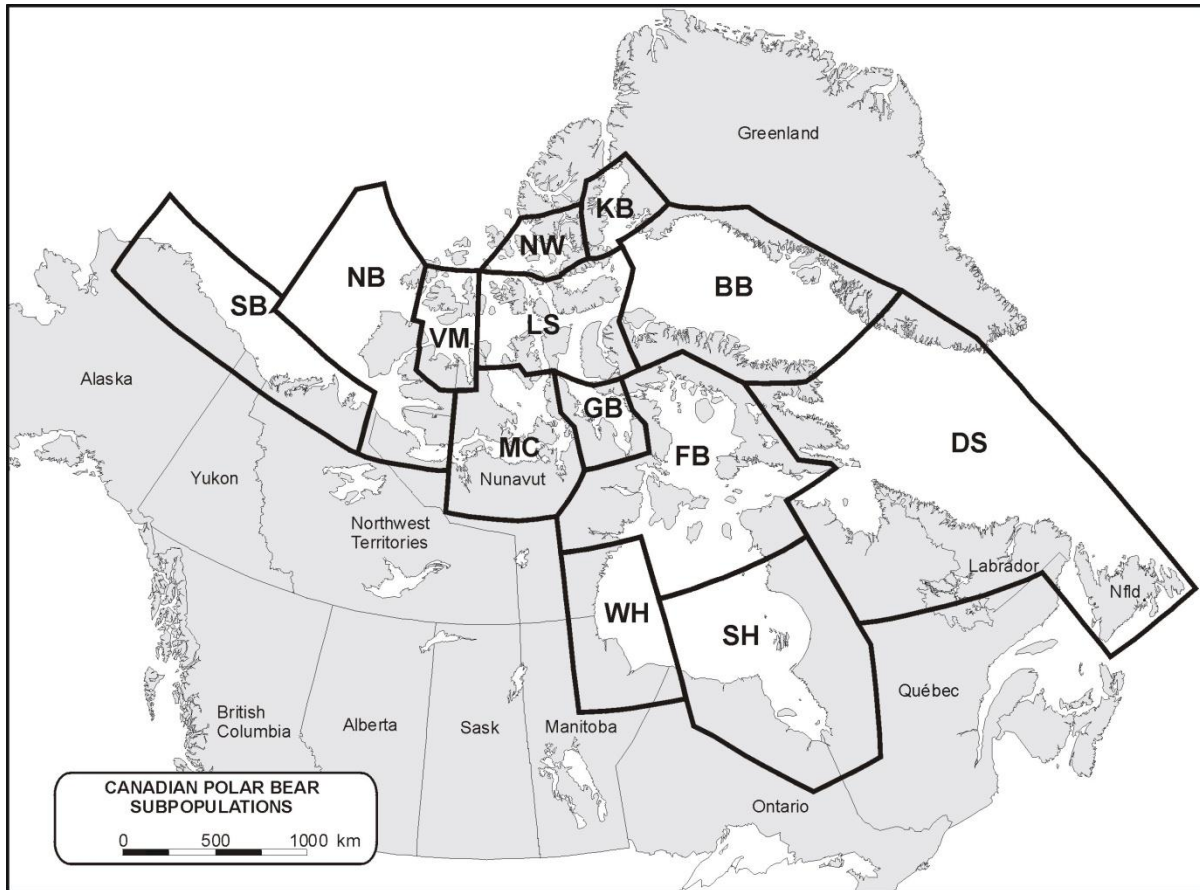 Greenland
KB
NW
SB
NB
BB
VM
LS
Alaska
GB
MC
FB
DS
Yukon
Nunavut
Northwest
Territories
Labrador
Nfld.
WH
SH
Québec
British
Columbia
Alberta
Sask
Manitoba
Ontario
CANADIAN POLAR BEAR
SUBPOPULATIONS
0 500 1000 km